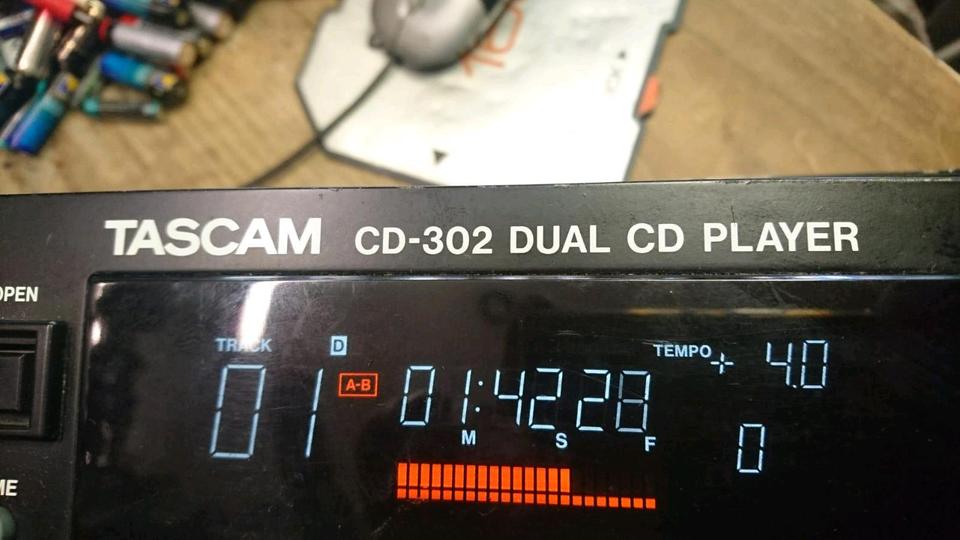 TASCAM CD-302 DUAL CD PLAYER
OPEN
TRACK D
TEMPO + 4.0
01 A-B 01:42 28
M S F
0
ME